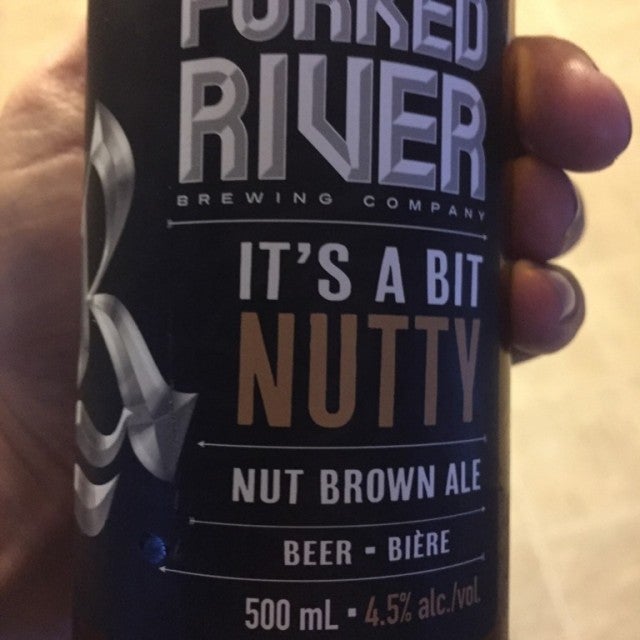 FORKED
RIVER
BREWING COMPANY
IT'S A BIT
NUTTY
NUT BROWN ALE
BEER - BIÈRE
500 mL - 4.5% alc./vol.